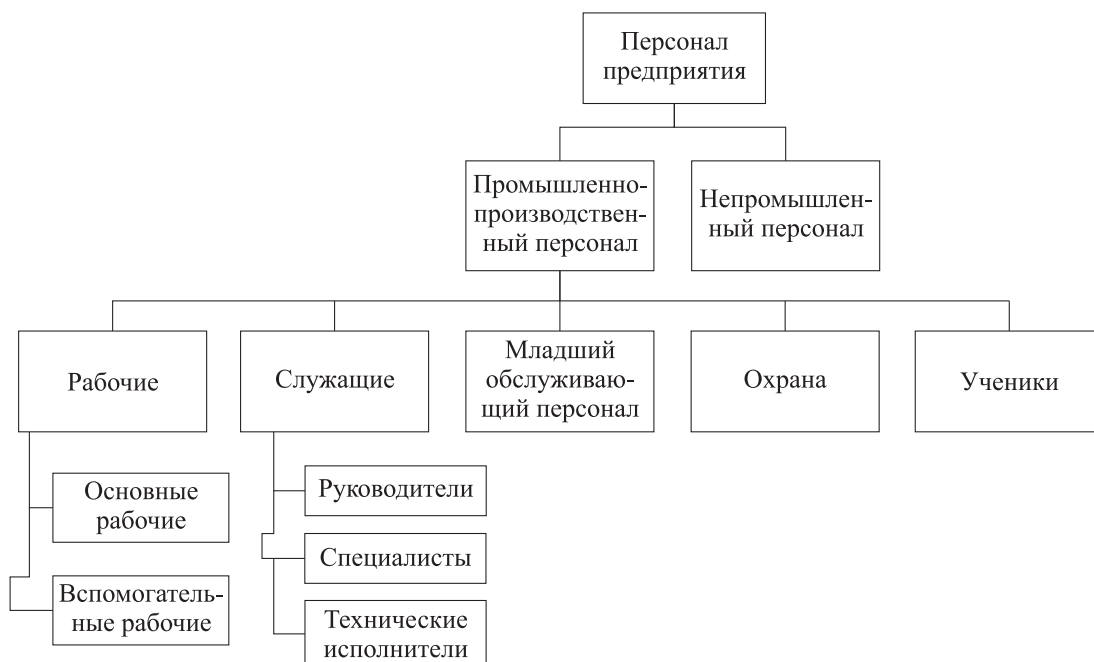 Персонал
предприятия
Промышленно-
производствен-
ный персонал
Непромышлен-
ный персонал
Рабочие
Служащие
Младший
обслуживаю-
щий персонал
Охрана
Ученики
Основные
рабочие
Вспомогатель-
ные рабочие
Руководители
Специалисты
Технические
исполнители